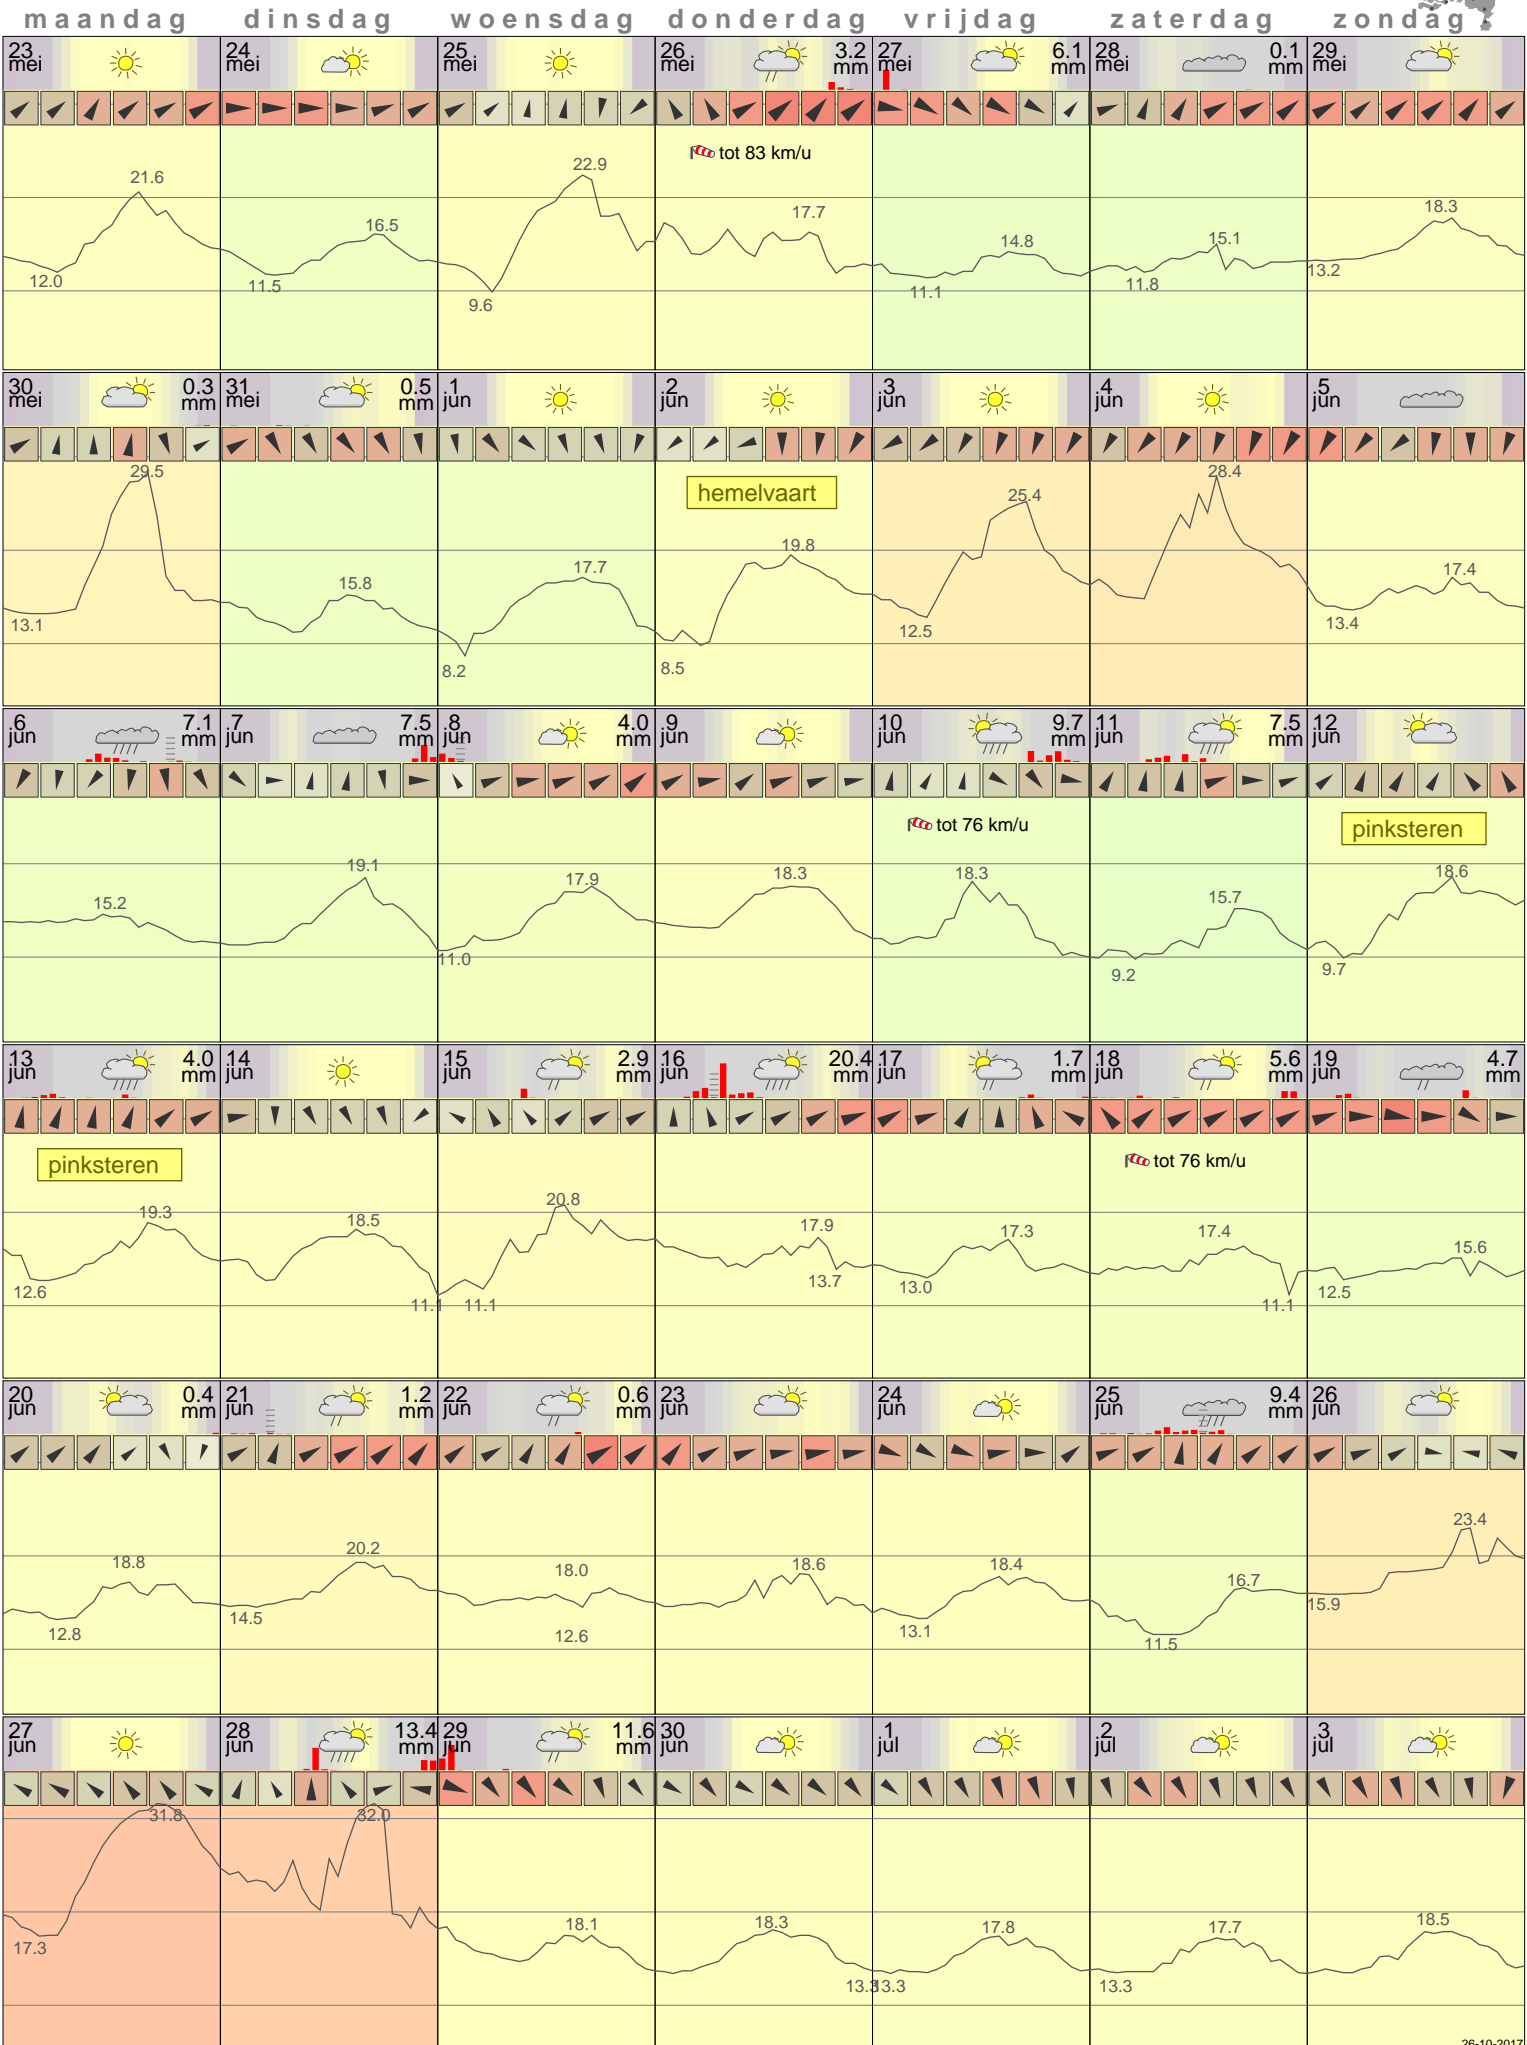 maandag dinsdag woensdag donderdag vrijdag zaterdag zondag
23 mei
24 mei
25 mei
26 mei 3.2 mm
27 mei 6.1 mm
28 mei 0.1 mm
29 mei
tot 83 km/u
21.6 12.0
16.5 11.5
22.9 9.6
17.7
14.8 11.1
15.1 11.8
18.3 13.2
30 mei 0.3 mm
31 mei 0.5 mm
.1 jun
.2 jun
.3 jun
.4 jun
.5 jun
hemelvaart
29.5 13.1
15.8
17.7 8.2
19.8 8.5
25.4 12.5
28.4
17.4 13.4
.6 jun 7.1 mm
.7 jun 7.5 mm
.8 jun 4.0 mm
.9 jun
10 jun 9.7 mm
11 jun 7.5 mm
12 jun
tot 76 km/u
pinksteren
15.2
19.1
17.9 11.0
18.3
18.3
15.7 9.2
18.6 9.7
13 jun 4.0 mm
14 jun
15 jun 2.9 mm
16 jun 20.4
17 jun 1.7 mm
18 jun 5.6 mm
19 jun 4.7 mm
pinksteren
tot 76 km/u
19.3 12.6
18.5 11.1
20.8 11.1
17.9 13.7
17.3 13.0
17.4 11.1
15.6 12.5
20 jun 0.4 mm
21 jun 1.2 mm
22 jun 0.6 mm
23 jun
24 jun
25 jun 9.4 mm
26 jun
18.8 12.8
20.2 14.5
18.0 12.6
18.6
18.4 13.1
16.7 11.5
23.4 15.9
27 jun
28 jun 13.4 mm
29 jun 11.6 mm
30 jun
.1 jul
.2 jul
.3 jul
31.8 17.3
32.0
18.1
18.3 13.3
17.8 13.3
17.7 13.3
18.5
26-10-2017